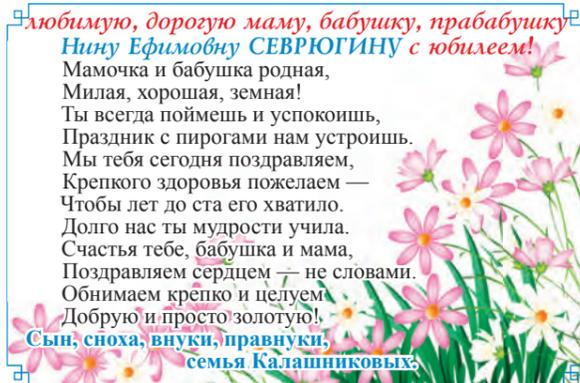 любимую, дорогую маму, бабушку, прабабушку
Нину Ефимовну СЕВРЮГИНУ с юбилеем!
Мамочка и бабушка родная,
Милая, хорошая, земная!
Ты всегда поймешь и успокоишь,
Праздник с пирогами нам устроишь.
Мы тебя сегодня поздравляем,
Крепкого здоровья пожелаем —
Чтобы лет до ста его хватило.
Долго нас ты мудрости учила.
Счастья тебе, бабушка и мама,
Поздравляем сердцем — не словами.
Обнимаем крепко и целуем
Добрую и просто золотую!
Сын, сноха, внуки, правнуки,
семья Калашниковых.